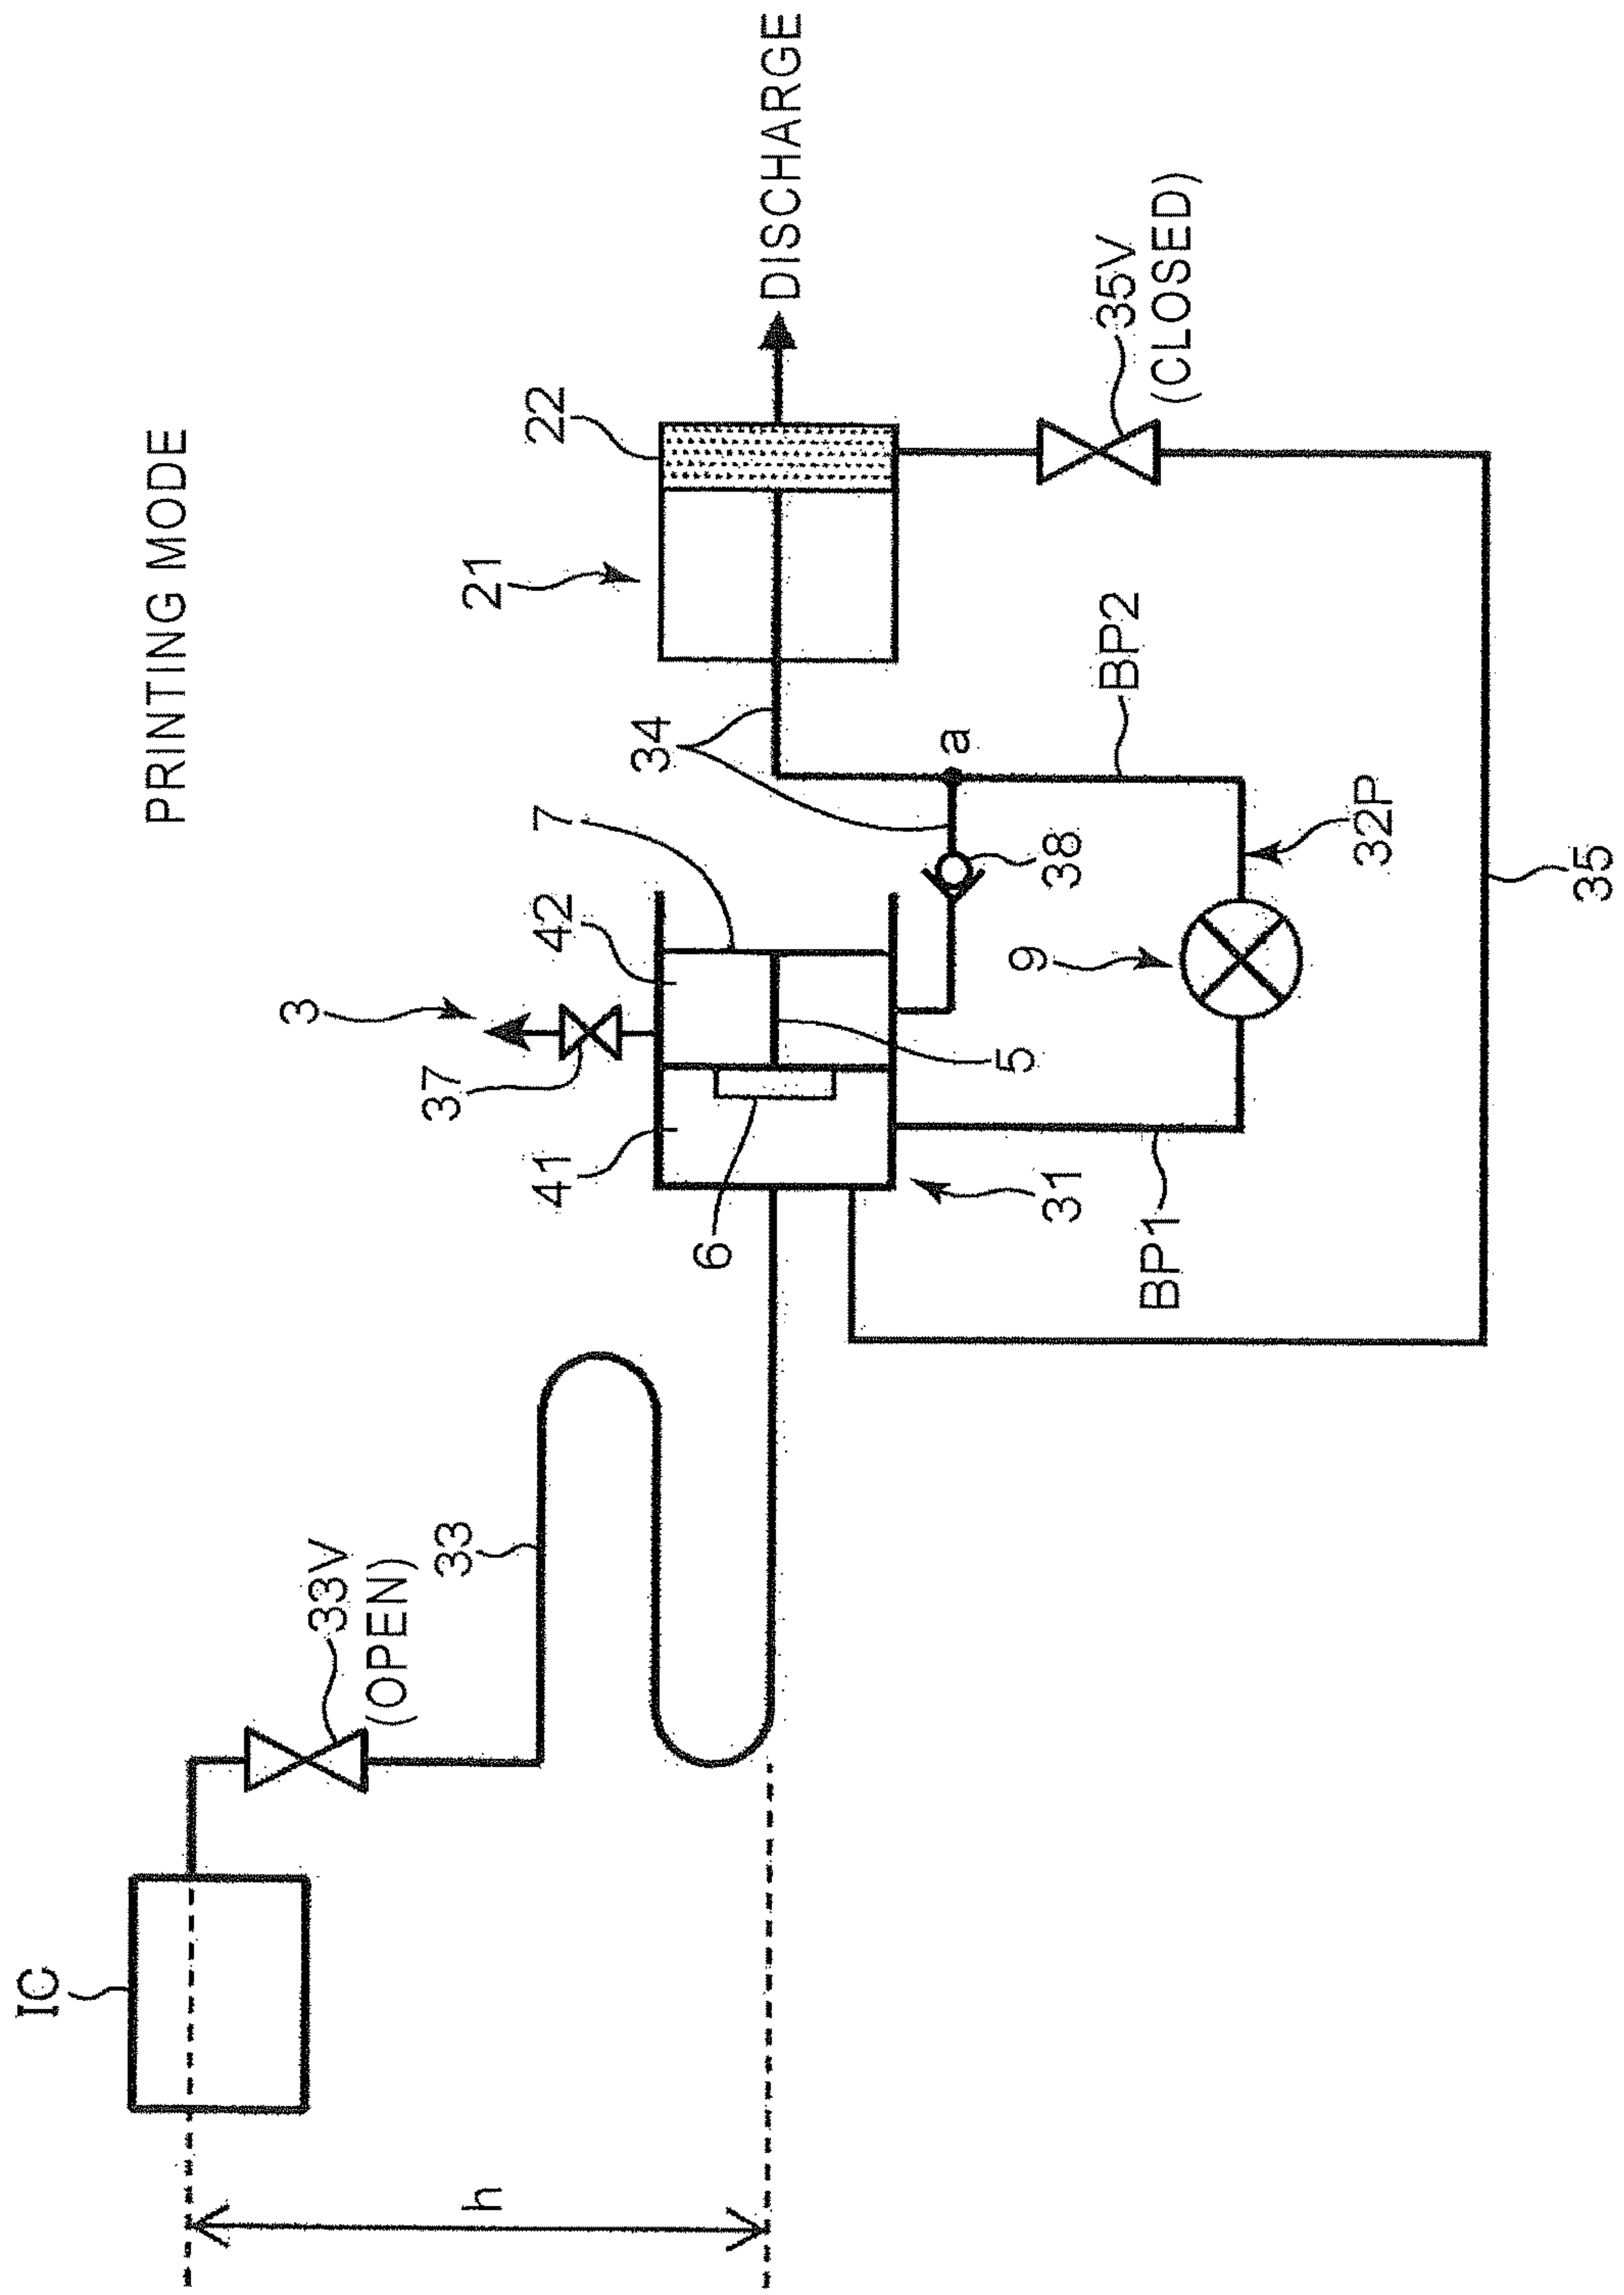 PRINTING MODE
IC
33V
(OPEN)
33
h
3
37
41
42
7
6
5
31
34
a
38
21
22
DISCHARGE
35V
(CLOSED)
BP1
BP2
9
32P
35